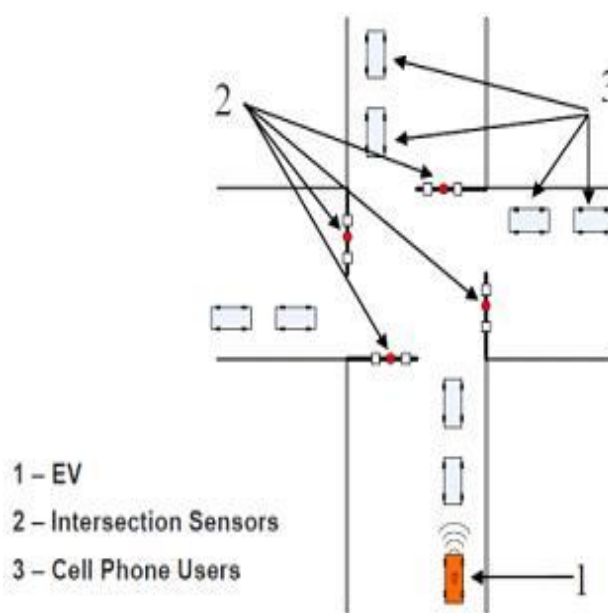 2
3
1 – EV
2 – Intersection Sensors
3 – Cell Phone Users
1